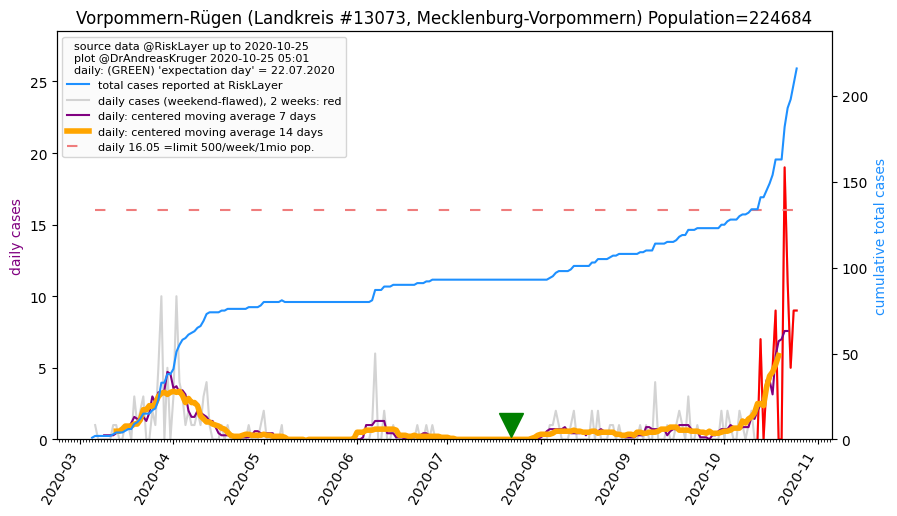 Vorpommern-Rügen (Landkreis #13073, Mecklenburg-Vorpommern) Population=224684
source data @RiskLayer up to 2020-10-25
plot @DrAndreasKruger 2020-10-25 05:01
daily: (GREEN) 'expectation day' = 22.07.2020
total cases reported at RiskLayer
daily cases (weekend-flawed), 2 weeks: red
daily: centered moving average 7 days
daily: centered moving average 14 days
daily 16.05 =limit 500/week/1mio pop.
daily cases
25
20
15
10
5
0
200
150
100
50
0
cumulative total cases
2020-03
2020-04
2020-05
2020-06
2020-07
2020-08
2020-09
2020-10
2020-11